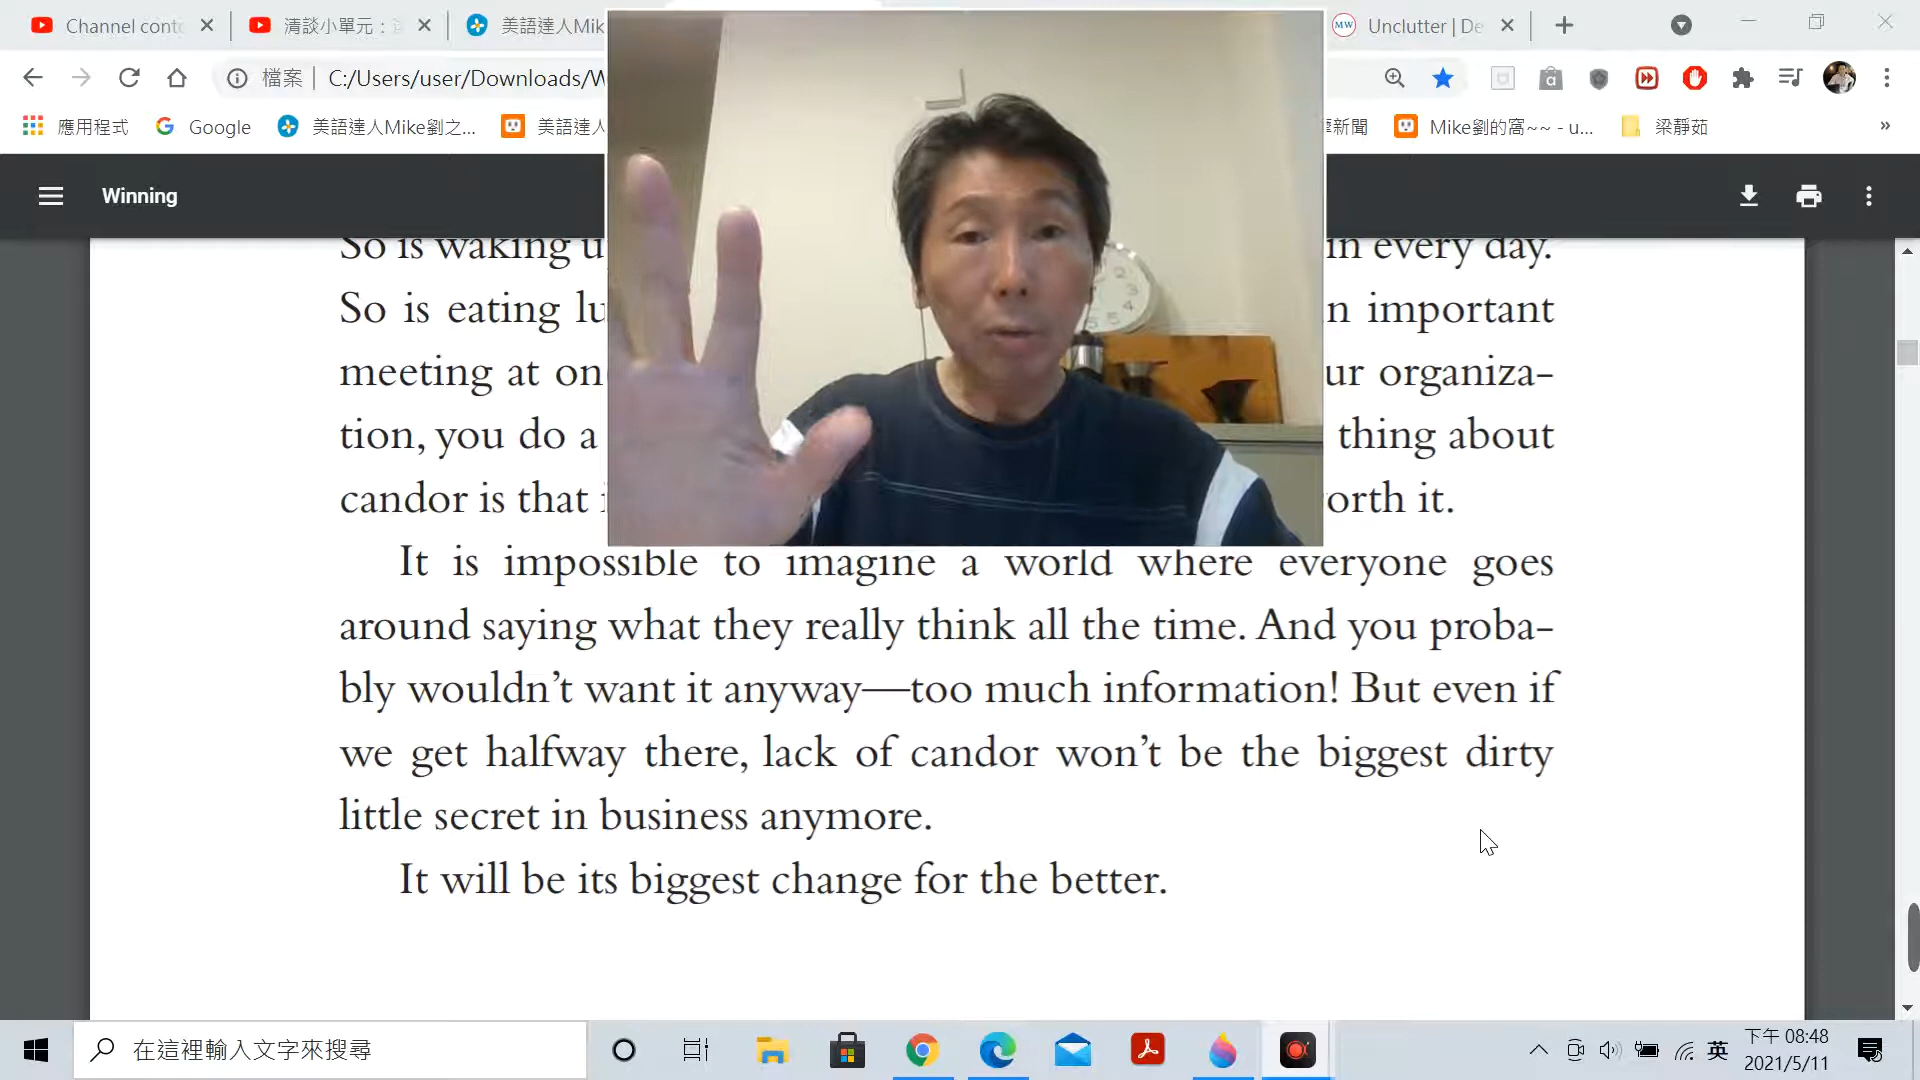 Channel cont
清談小單元：
美語達人Mik
Unclutter | De
檔案
C:/Users/user/Downloads/W
應用程式
Google
美語達人Mike劉之...
美語達人
新聞
Mike劉的窩~~ - u...
梁靜茹
»
Winning
So is waking u
in every day.
So is eating lu
n important
meeting at on
ur organiza-
tion, you do a
thing about
candor is that
orth it.
It is impossible to imagine a world where everyone goes
around saying what they really think all the time. And you proba-
bly wouldn't want it anyway—too much information! But even if
we get halfway there, lack of candor won't be the biggest dirty
little secret in business anymore.
It will be its biggest change for the better.
在這裡輸入文字來搜尋
英
下午 08:48
2021/5/11